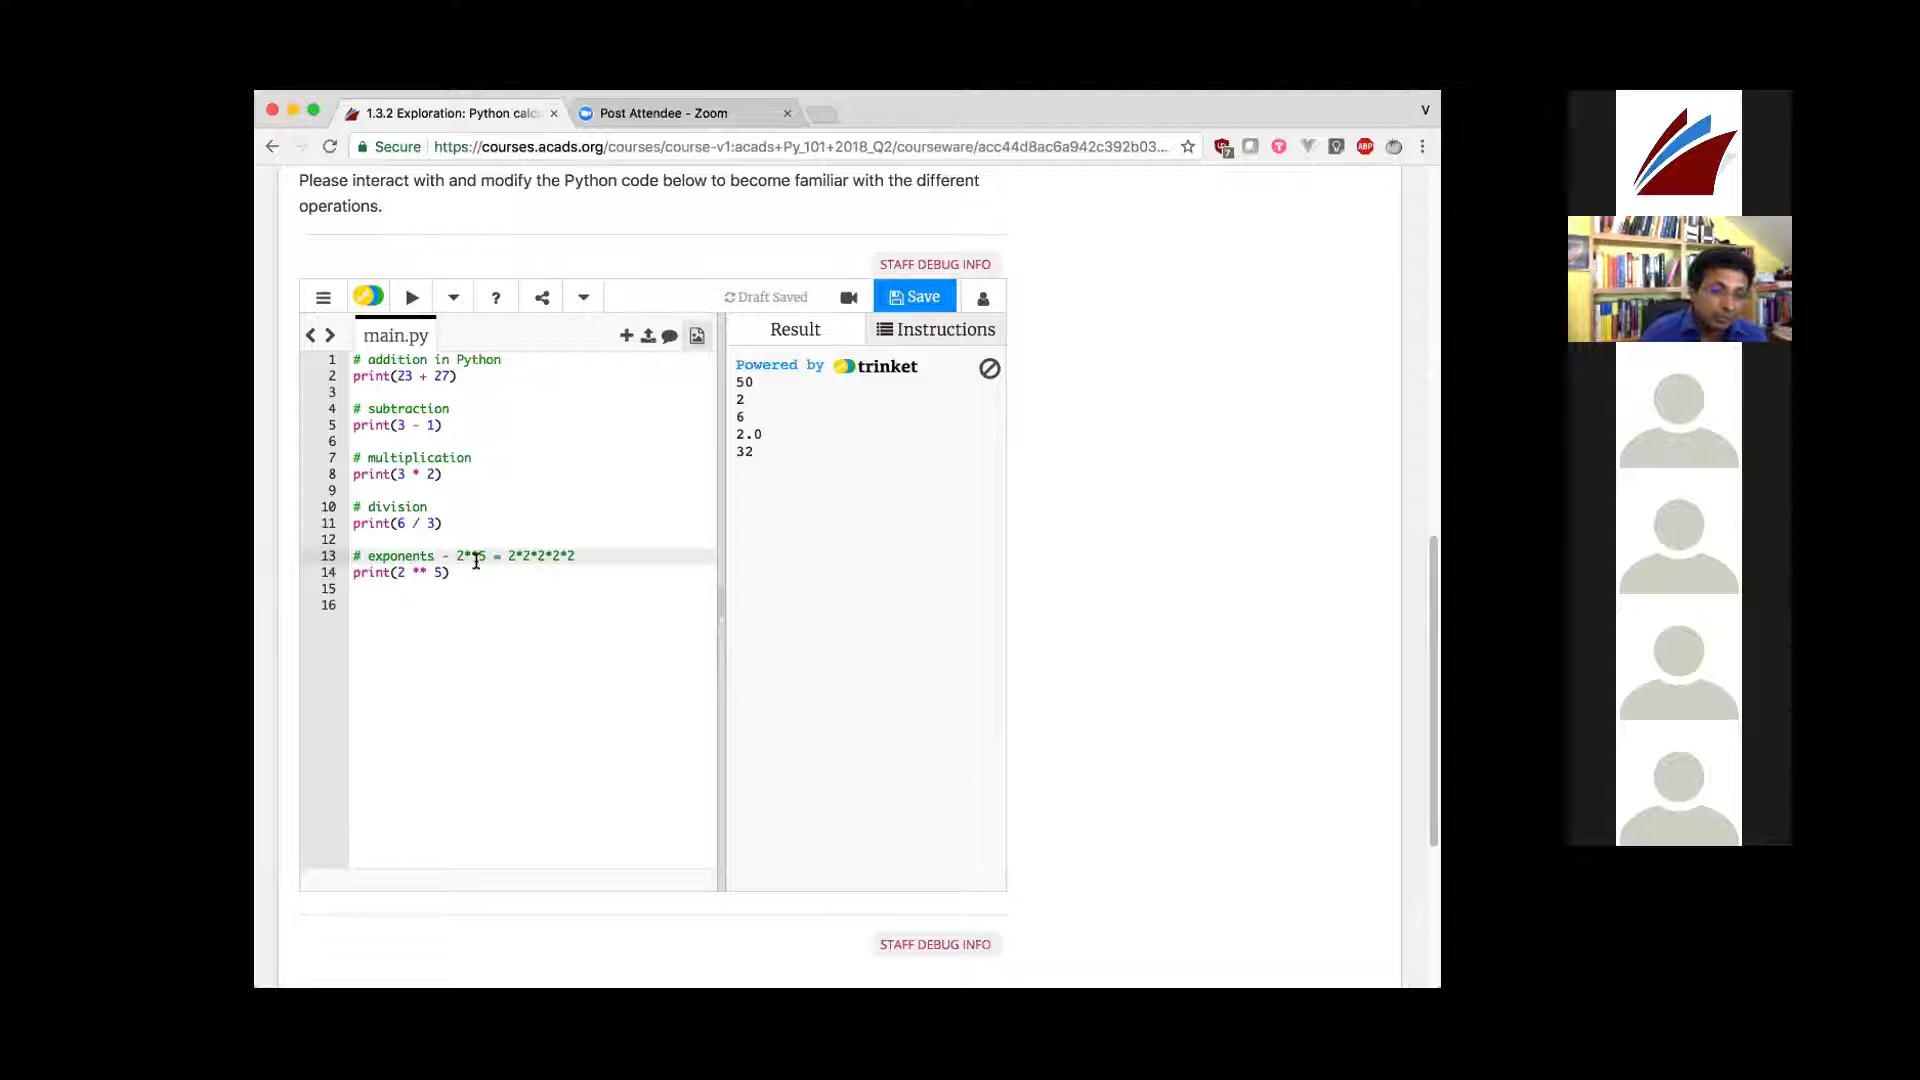 1.3.2 Exploration: Python calc
Post Attendee - Zoom
Secure https://courses.acads.org/courses/course-v1:acads+Py_101+2018_Q2/courseware/acc44d8ac6a942c392b03...
7
T
ABP
Please interact with and modify the Python code below to become familiar with the different
operations.
STAFF DEBUG INFO
? Draft Saved Save
main.py
Result Instructions
Powered by trinket
1 # addition in Python
2 print(23 + 27)
3
4 # subtraction
5 print(3 - 1)
6
7 # multiplication
8 print(3 * 2)
9
10 # division
11 print(6 / 3)
12
13 # exponents - 2**5 = 2*2*2*2*2
14 print(2 ** 5)
15
16
50
2
6
2.0
32
STAFF DEBUG INFO